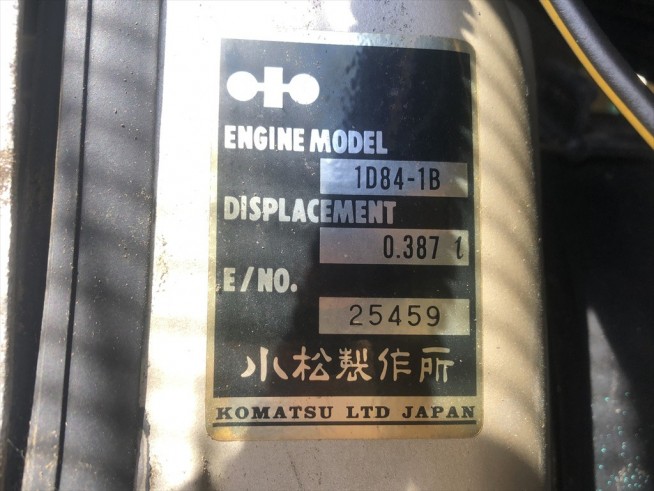 ENGINE MODEL
1D84-1B
DISPLACEMENT
0.387 l
E/NO.
25459
小松製作所
KOMATSU LTD JAPAN